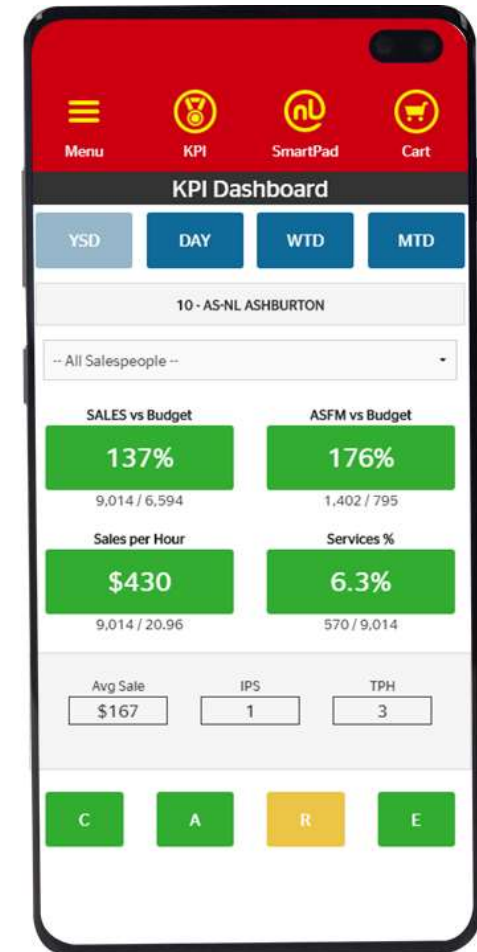 Menu KPI SmartPad Cart
KPI Dashboard
YSD DAY WTD MTD
10 - AS-NL ASHBURTON
-- All Salespeople --
SALES vs Budget ASFM vs Budget
137% 176%
9,014 / 6,594 1,402 / 795
Sales per Hour Services %
$430 6.3%
9,014 / 20.96 570 / 9,014
Avg Sale IPS TPH
$167 1 3
C A R E